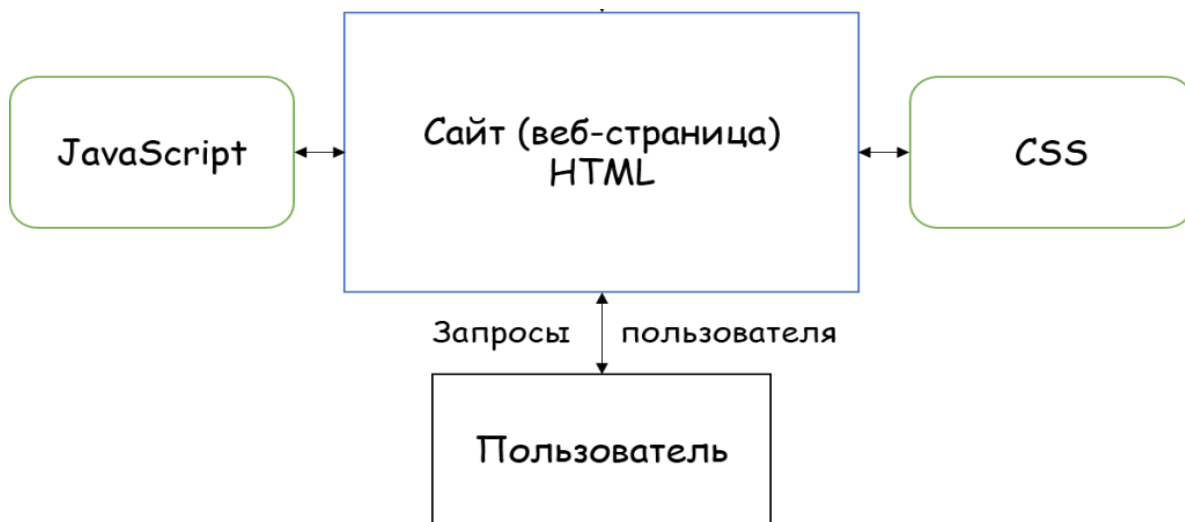 JavaScript
Сайт (веб-страница)
HTML
CSS
Запросы пользователя
Пользователь